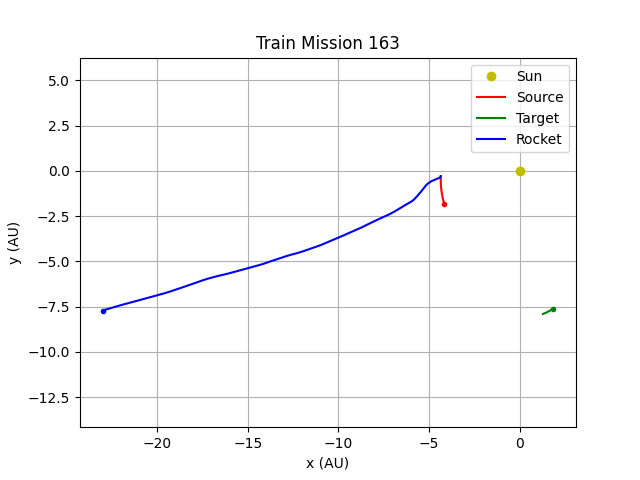 Train Mission 163
Sun
Source
Target
Rocket
5.0
2.5
0.0
−2.5
−5.0
−7.5
−10.0
−12.5
y (AU)
−20
−15
−10
−5
0
x (AU)